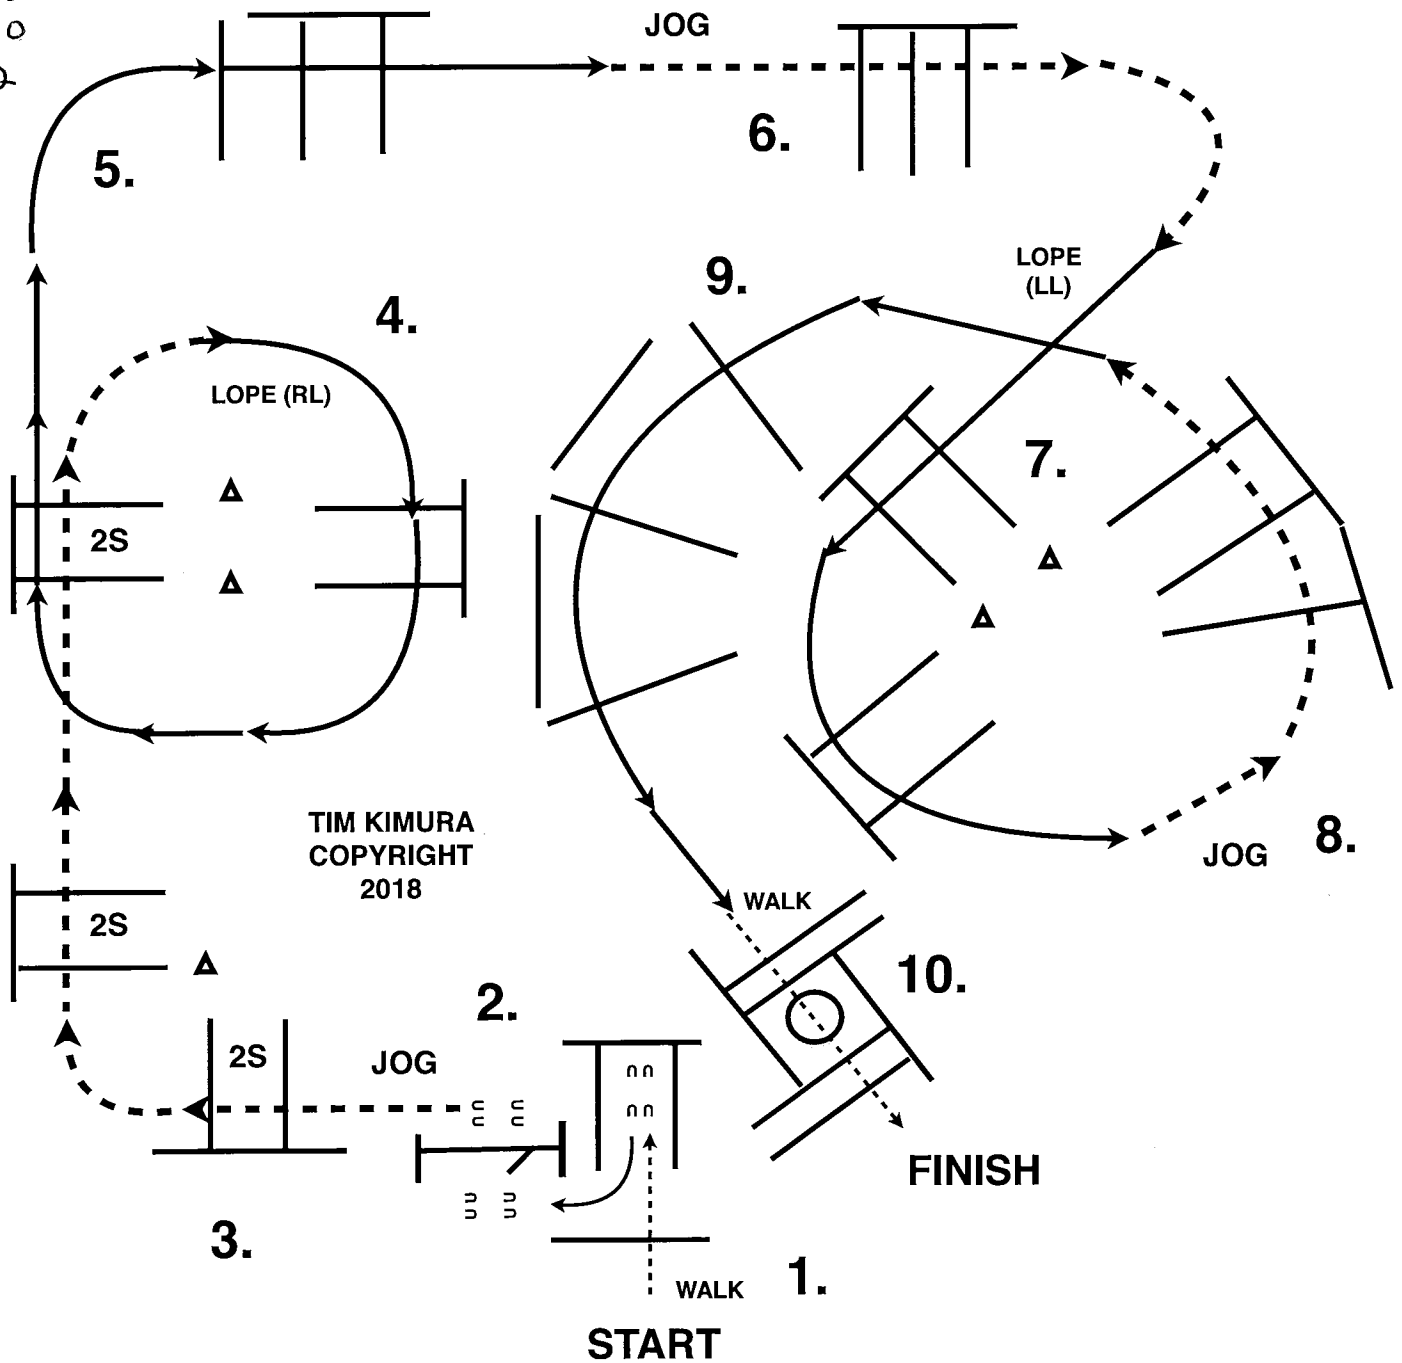 JOG
6.
5.
LOPE
(LL)
9.
4.
LOPE (RL)
7.
2S
TIM KIMURA
COPYRIGHT
2018
8.
JOG
WALK
2S
10.
2.
2S
JOG
FINISH
3.
1.
WALK
START